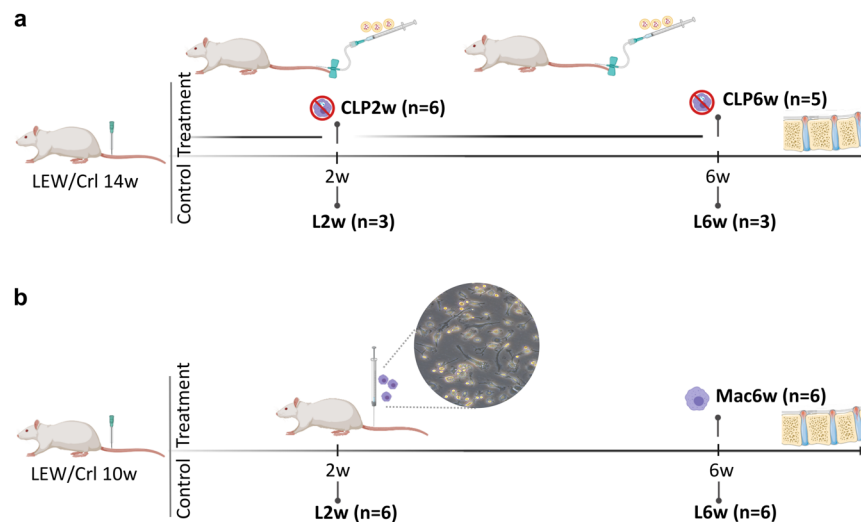 a
CLP2w (n=6)
CLP6w (n=5)
Treatment
Control
LEW/Crl 14w
2w
6w
L2w (n=3)
L6w (n=3)
b
Mac6w (n=6)
Treatment
Control
LEW/Crl 10w
2w
6w
L2w (n=6)
L6w (n=6)